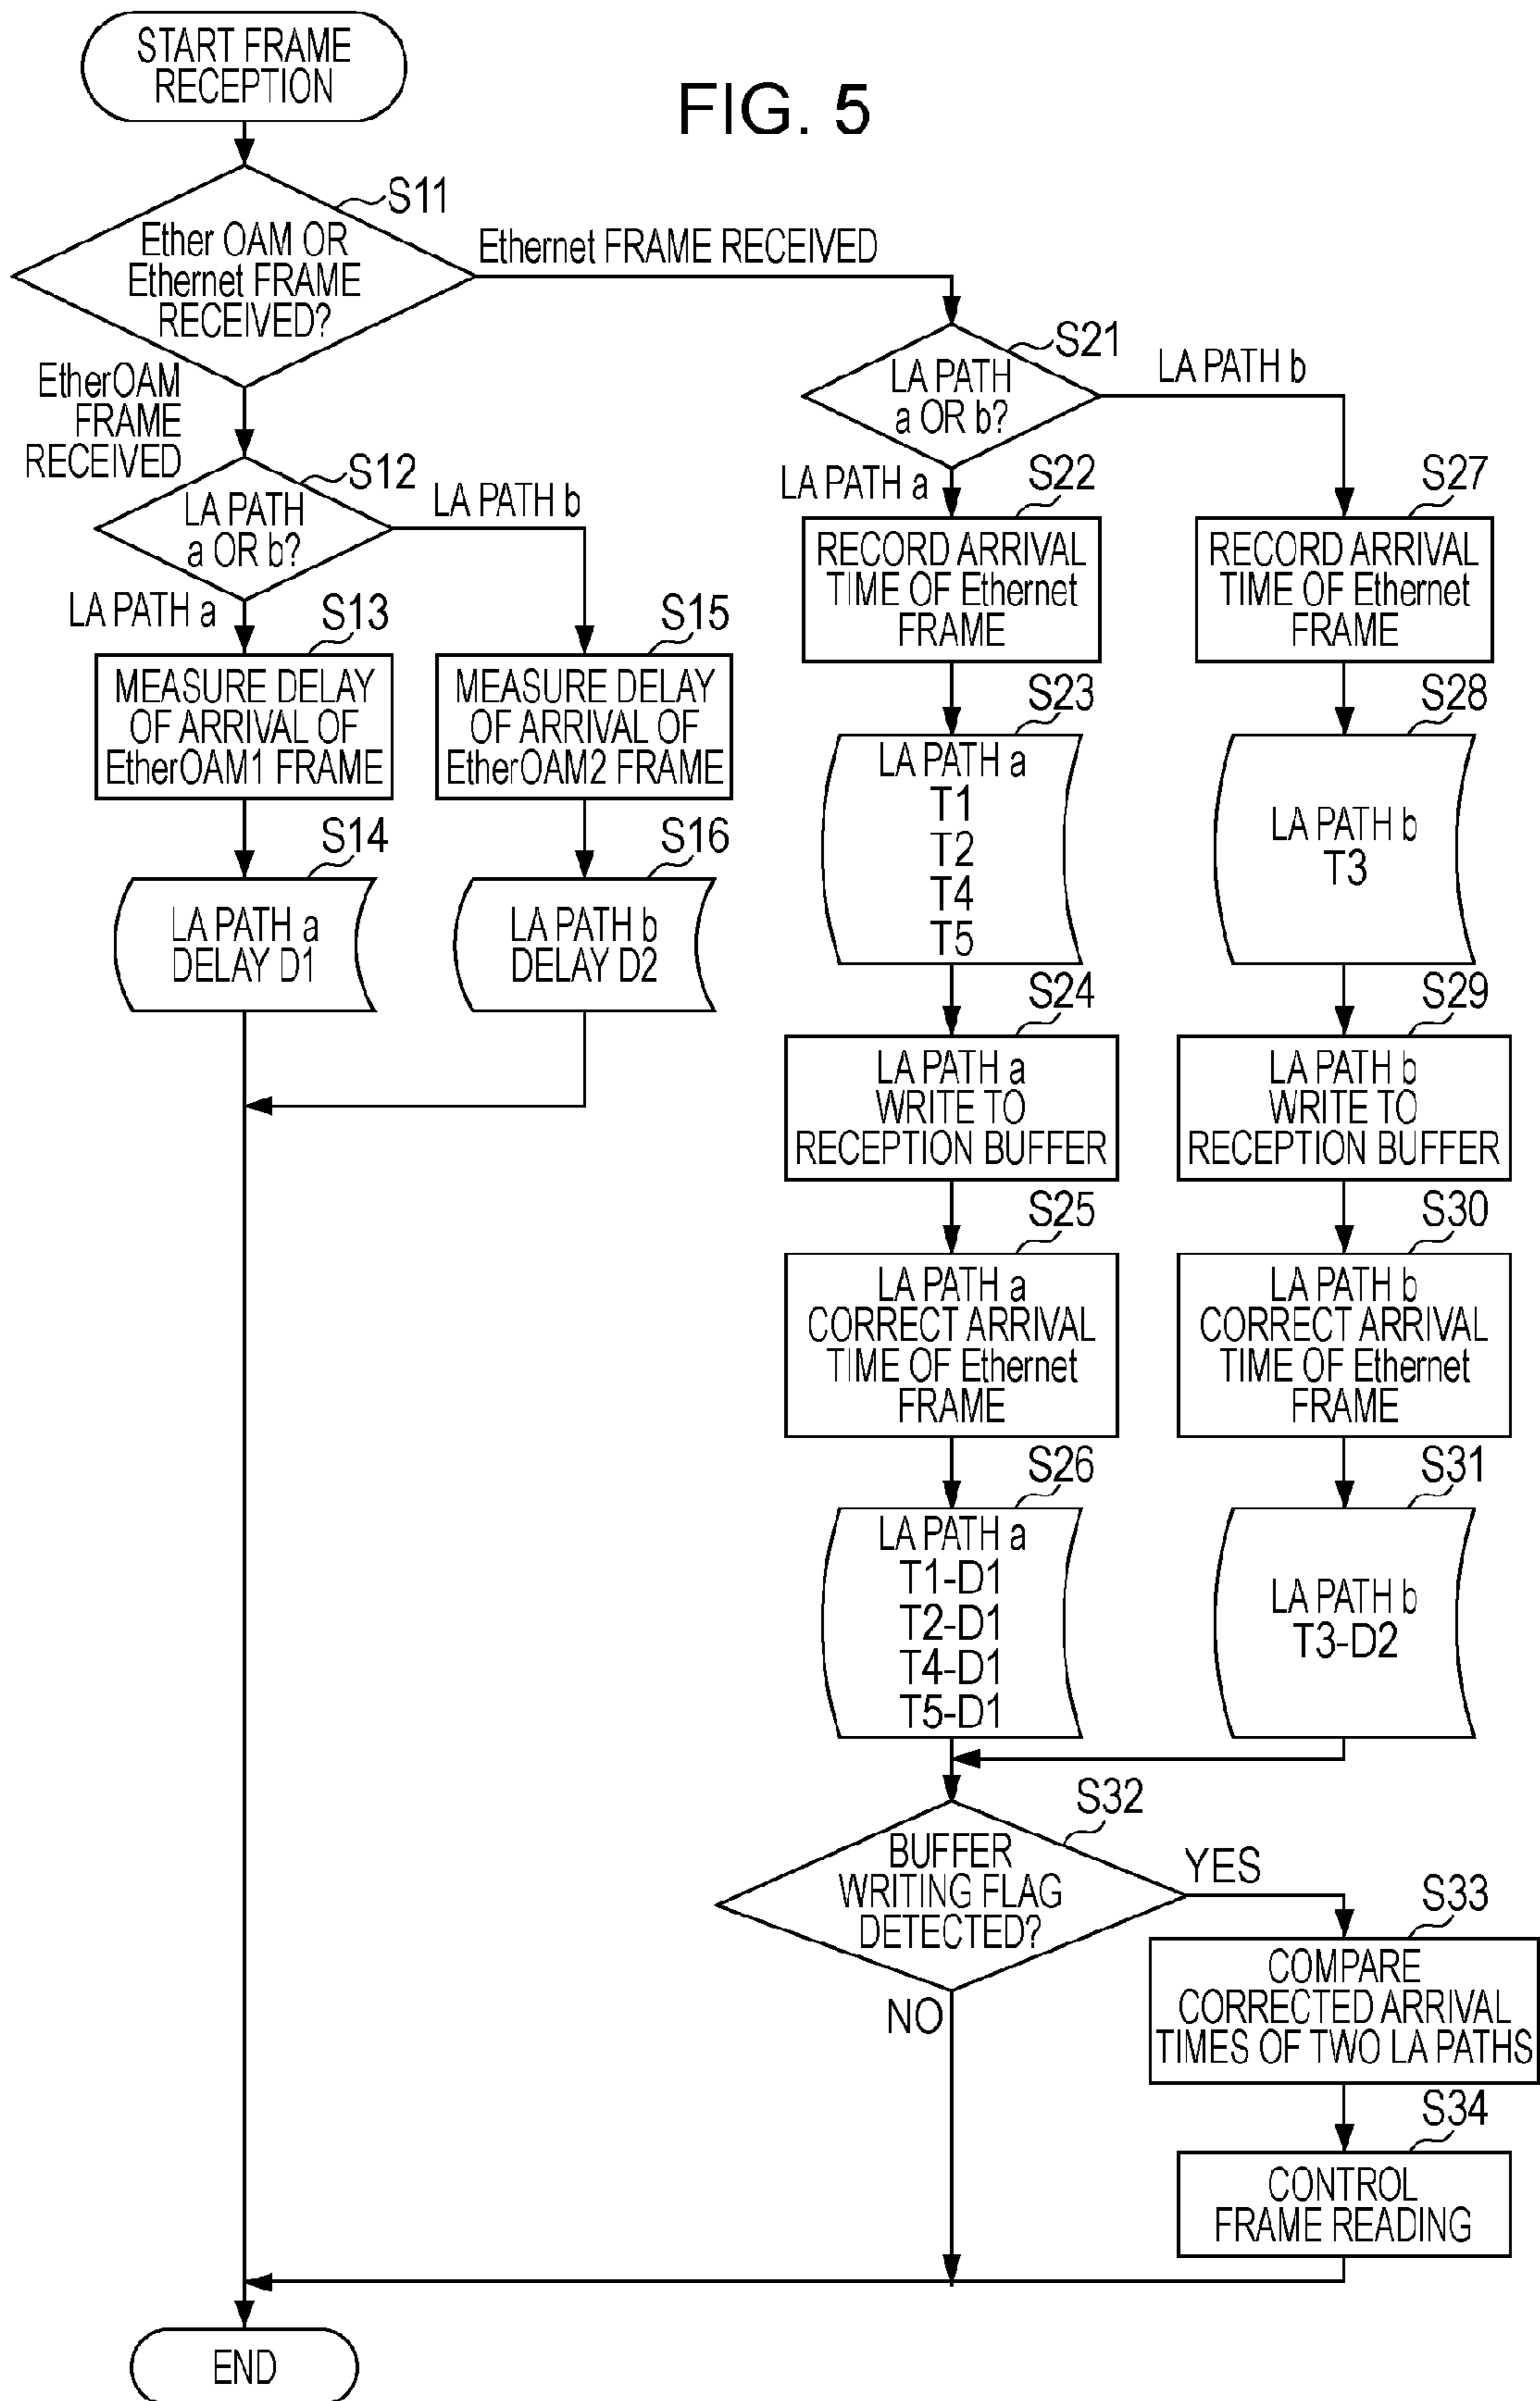 START FRAME
RECEPTION
FIG. 5
S11
Ether OAM OR
Ethernet FRAME
RECEIVED?
Ethernet FRAME RECEIVED
EtherOAM
FRAME
RECEIVED
S12
LA PATH
a OR b?
LA PATH b
LA PATH a
S13
MEASURE DELAY
OF ARRIVAL OF
EtherOAM1 FRAME
S14
LA PATH a
DELAY D1
S15
MEASURE DELAY
OF ARRIVAL OF
EtherOAM2 FRAME
S16
LA PATH b
DELAY D2
S21
LA PATH
a OR b?
LA PATH b
LA PATH a
S22
RECORD ARRIVAL
TIME OF Ethernet
FRAME
S23
LA PATH a
T1
T2
T4
T5
S24
LA PATH a
WRITE TO
RECEPTION BUFFER
S25
LA PATH a
CORRECT ARRIVAL
TIME OF Ethernet
FRAME
S26
LA PATH a
T1-D1
T2-D1
T4-D1
T5-D1
S27
RECORD ARRIVAL
TIME OF Ethernet
FRAME
S28
LA PATH b
T3
S29
LA PATH b
WRITE TO
RECEPTION BUFFER
S30
LA PATH b
CORRECT ARRIVAL
TIME OF Ethernet
FRAME
S31
LA PATH b
T3-D2
S32
BUFFER
WRITING FLAG
DETECTED?
YES
NO
S33
COMPARE
CORRECTED ARRIVAL
TIMES OF TWO LA PATHS
S34
CONTROL
FRAME READING
END